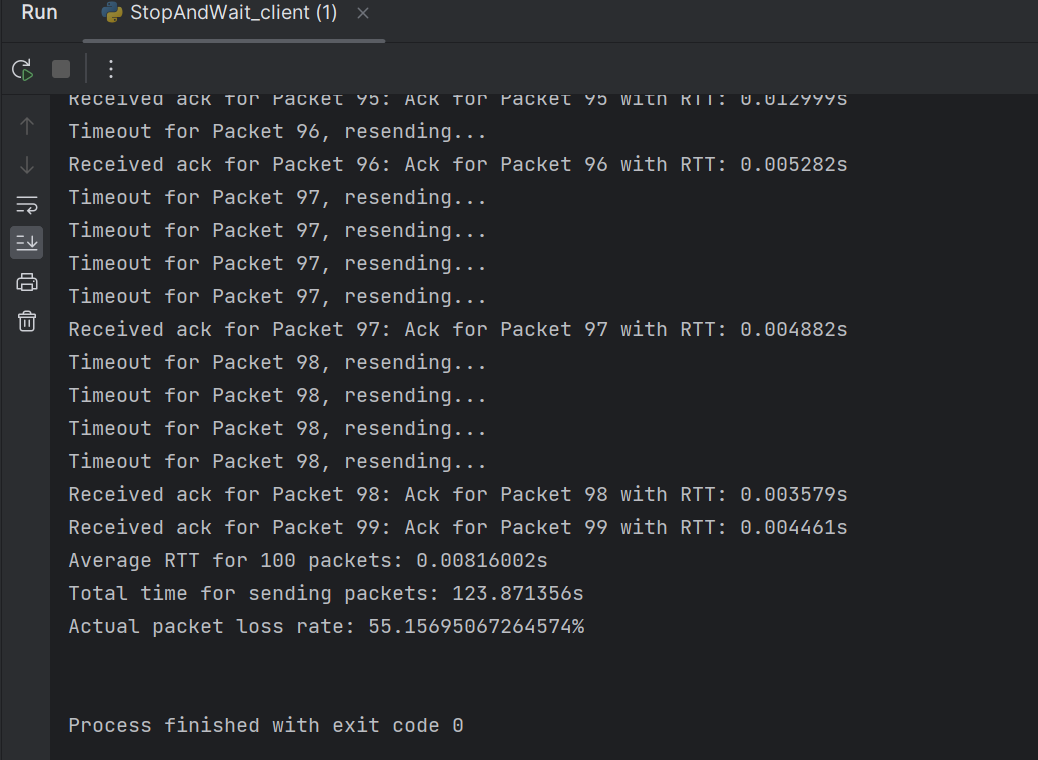 Run StopAndWait_client (1)
Received ack for Packet 95: Ack for Packet 95 with RTT: 0.012999s
Timeout for Packet 96, resending...
Received ack for Packet 96: Ack for Packet 96 with RTT: 0.005282s
Timeout for Packet 97, resending...
Timeout for Packet 97, resending...
Timeout for Packet 97, resending...
Timeout for Packet 97, resending...
Received ack for Packet 97: Ack for Packet 97 with RTT: 0.004882s
Timeout for Packet 98, resending...
Timeout for Packet 98, resending...
Timeout for Packet 98, resending...
Timeout for Packet 98, resending...
Received ack for Packet 98: Ack for Packet 98 with RTT: 0.003579s
Received ack for Packet 99: Ack for Packet 99 with RTT: 0.004461s
Average RTT for 100 packets: 0.00816002s
Total time for sending packets: 123.871356s
Actual packet loss rate: 55.15695067264574%
Process finished with exit code 0